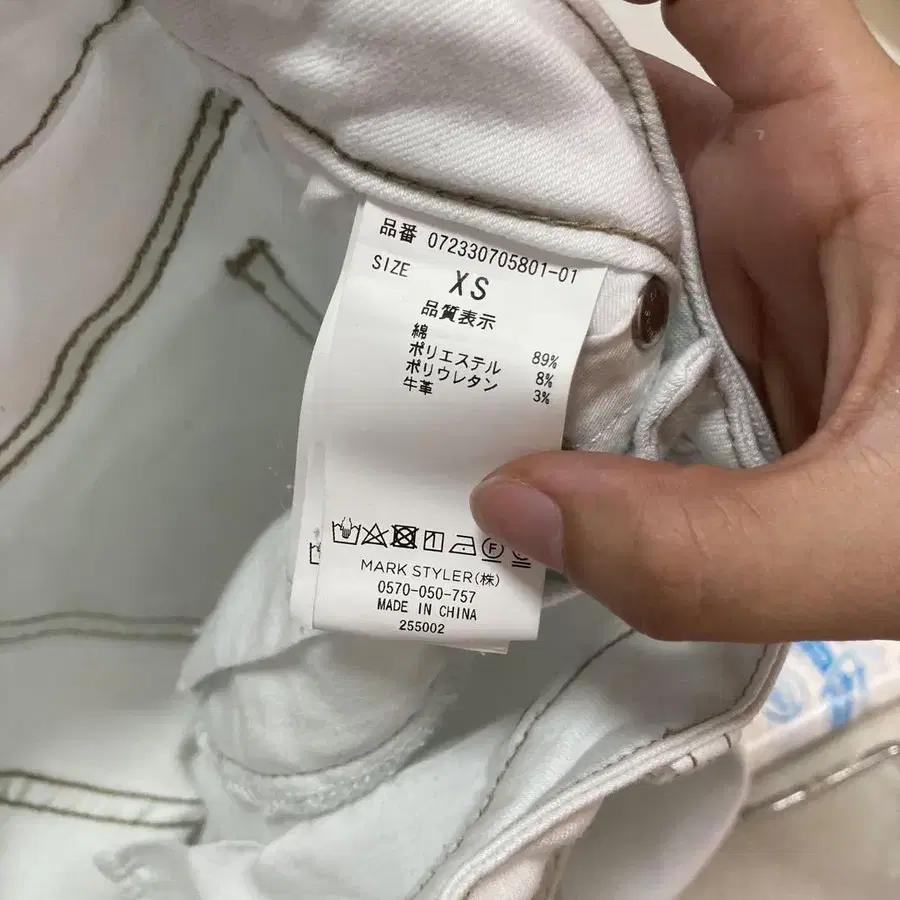 品番 072330705801-01
SIZE XS
品質表示
綿 89%
ポリエステル 8%
ポリウレタン 3%
牛革
F
MARK STYLER(株)
0570-050-757
MADE IN CHINA
255002